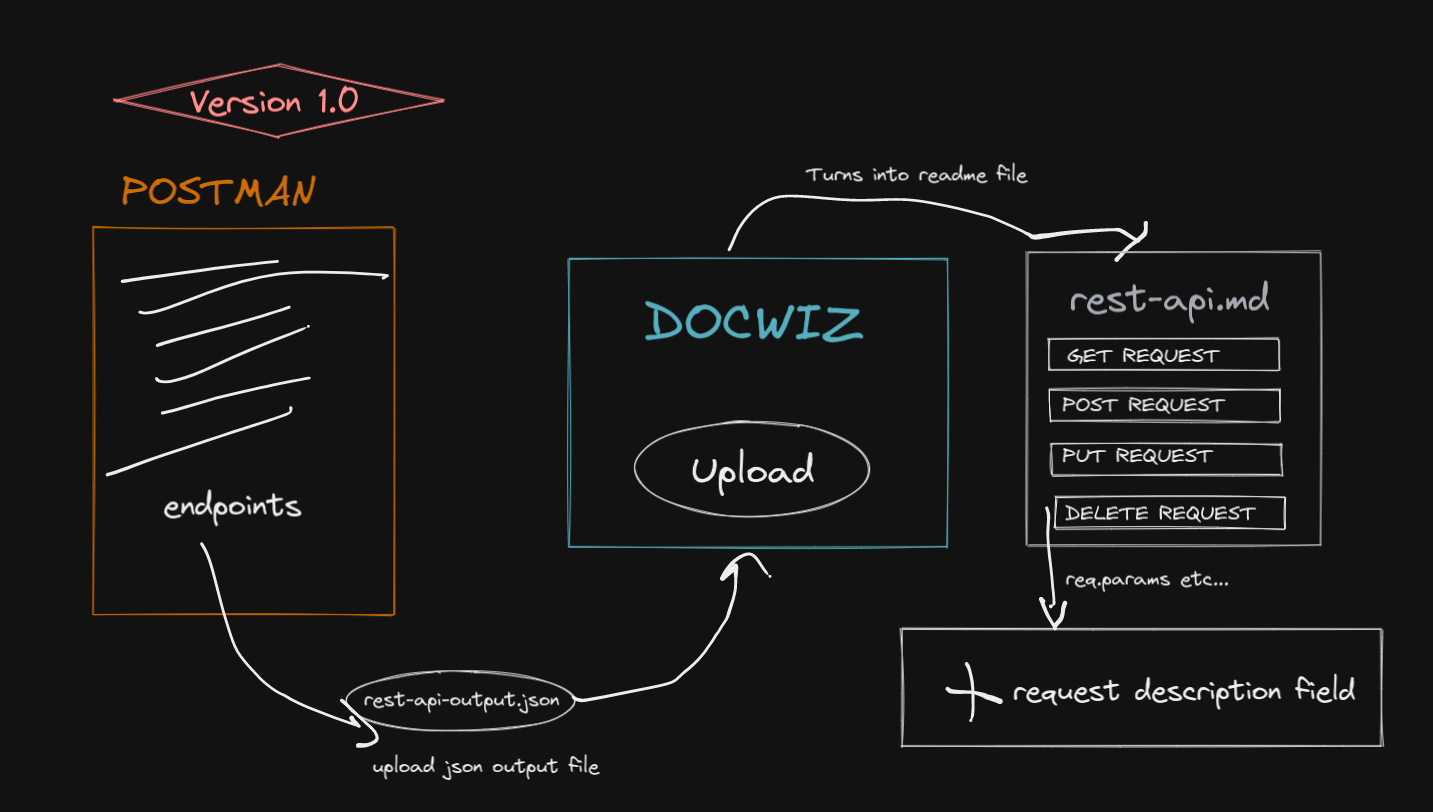 Version 1.0
POSTMAN
endpoints
rest-api-output.json
upload json output file
DOCWIZ
Upload
Turns into readme file
rest-api.md
GET REQUEST
POST REQUEST
PUT REQUEST
DELETE REQUEST
req.params etc...
+ request description field